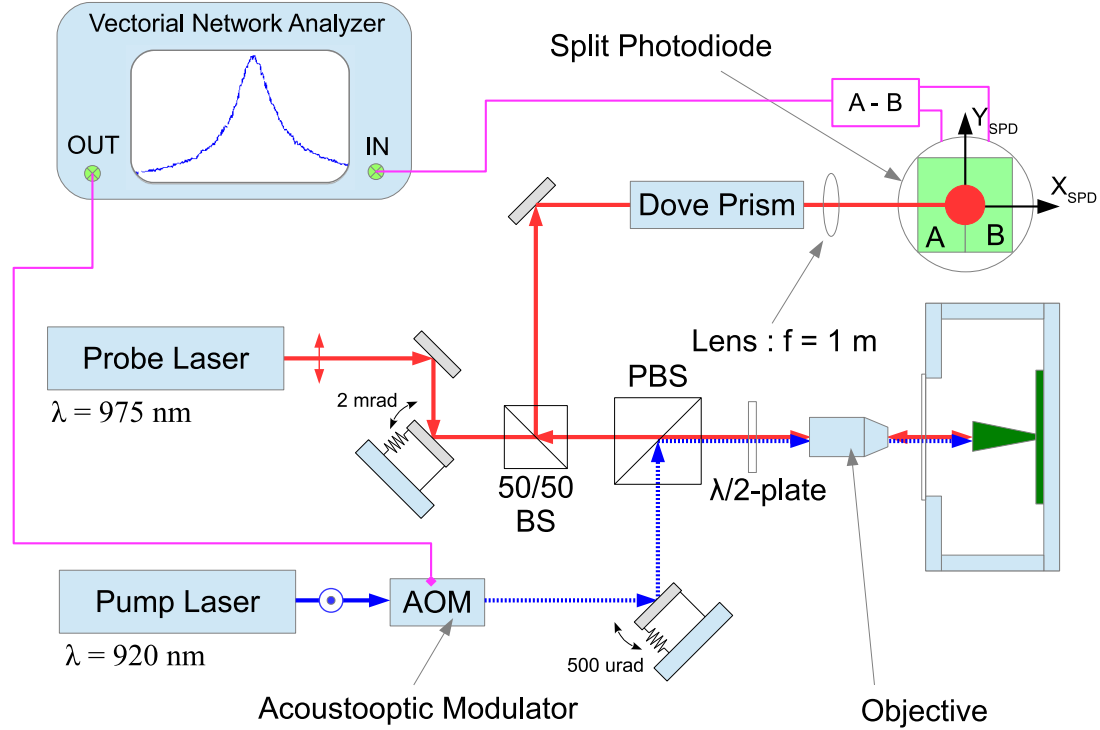 Vectorial Network Analyzer
OUT
IN
Split Photodiode
A - B
Y SPD
X SPD
A
B
Dove Prism
Lens : f = 1 m
Probe Laser
λ = 975 nm
2 mrad
50/50
BS
PBS
λ/2-plate
Pump Laser
λ = 920 nm
AOM
500 urad
Acoustooptic Modulator
Objective